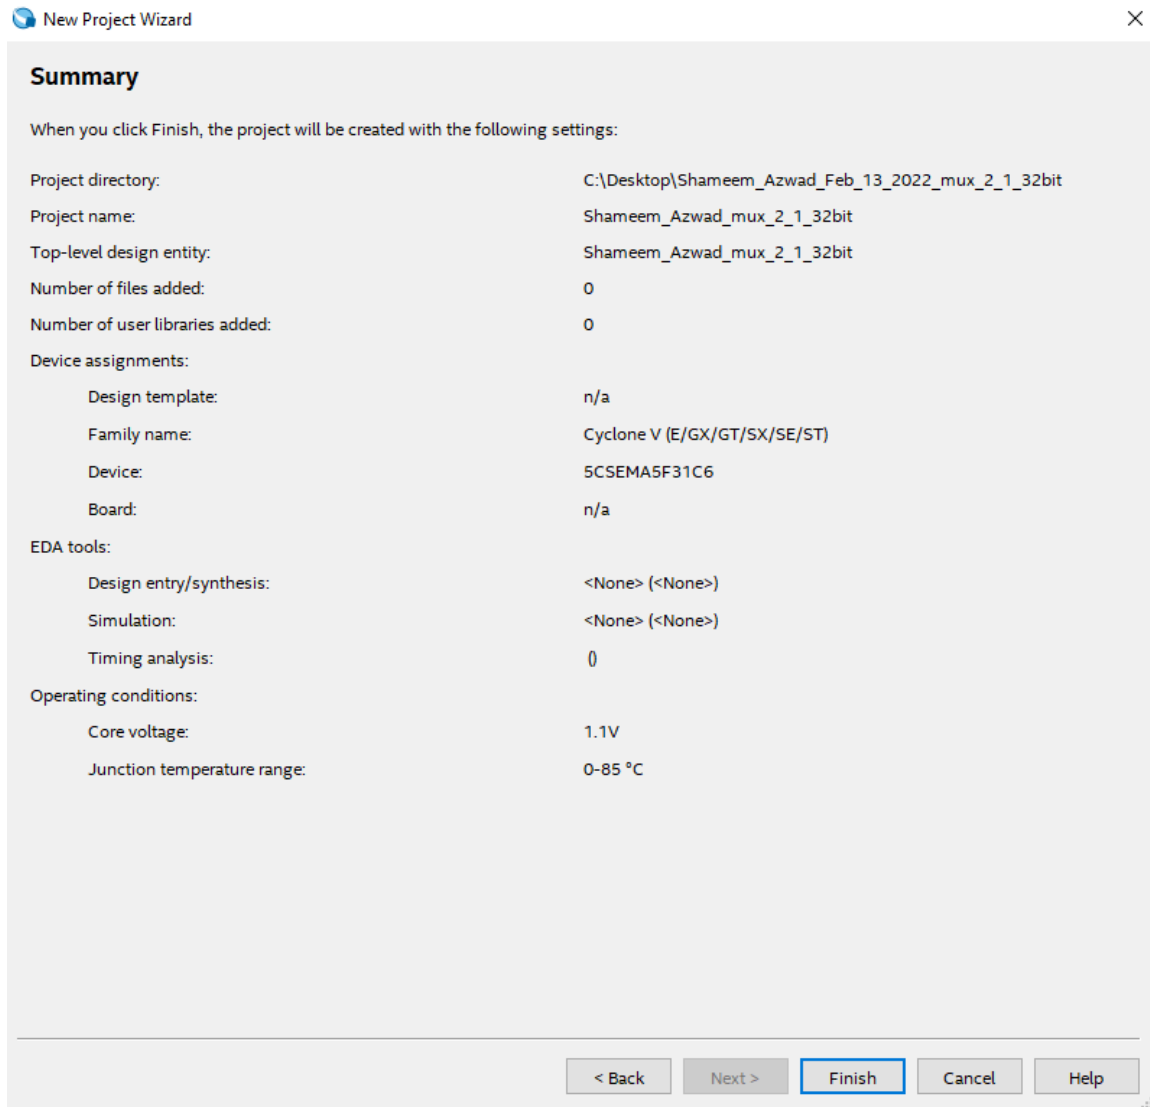 New Project Wizard
Summary
When you click Finish, the project will be created with the following settings:
Project directory: C:\Desktop\Shameem_Azwad_Feb_13_2022_mux_2_1_32bit
Project name: Shameem_Azwad_mux_2_1_32bit
Top-level design entity: Shameem_Azwad_mux_2_1_32bit
Number of files added: 0
Number of user libraries added: 0
Device assignments:
Design template: n/a
Family name: Cyclone V (E/GX/GT/SX/SE/ST)
Device: 5CSEMA5F31C6
Board: n/a
EDA tools:
Design entry/synthesis: <None> (<None>)
Simulation: <None> (<None>)
Timing analysis: ()
Operating conditions:
Core voltage: 1.1V
Junction temperature range: 0-85 °C
< Back Next > Finish Cancel Help